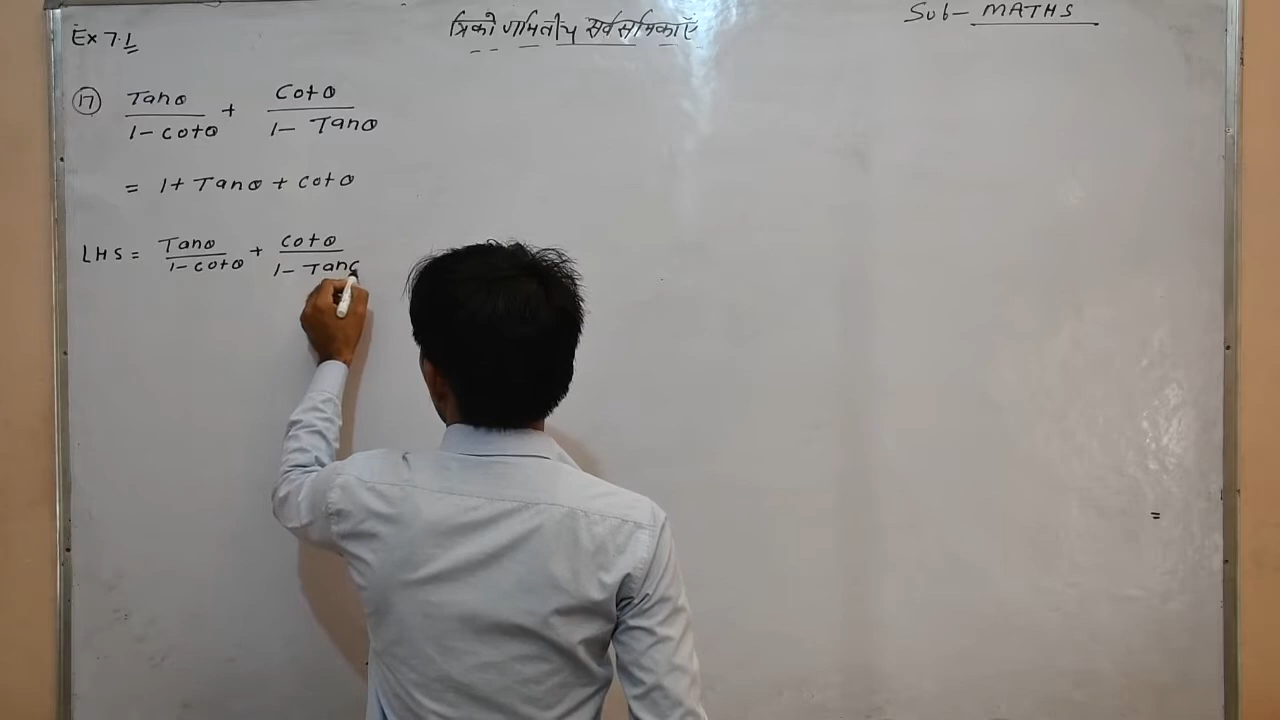 Ex 7.1
त्रिकोणमितीय सर्वसमिकाएँ
Sub- MATHS
17 Tanθ / 1-cotθ + cotθ / 1- Tanθ
= 1+ Tanθ + cotθ
LHS = Tanθ / 1-cotθ + cotθ / 1- Tanθ
=